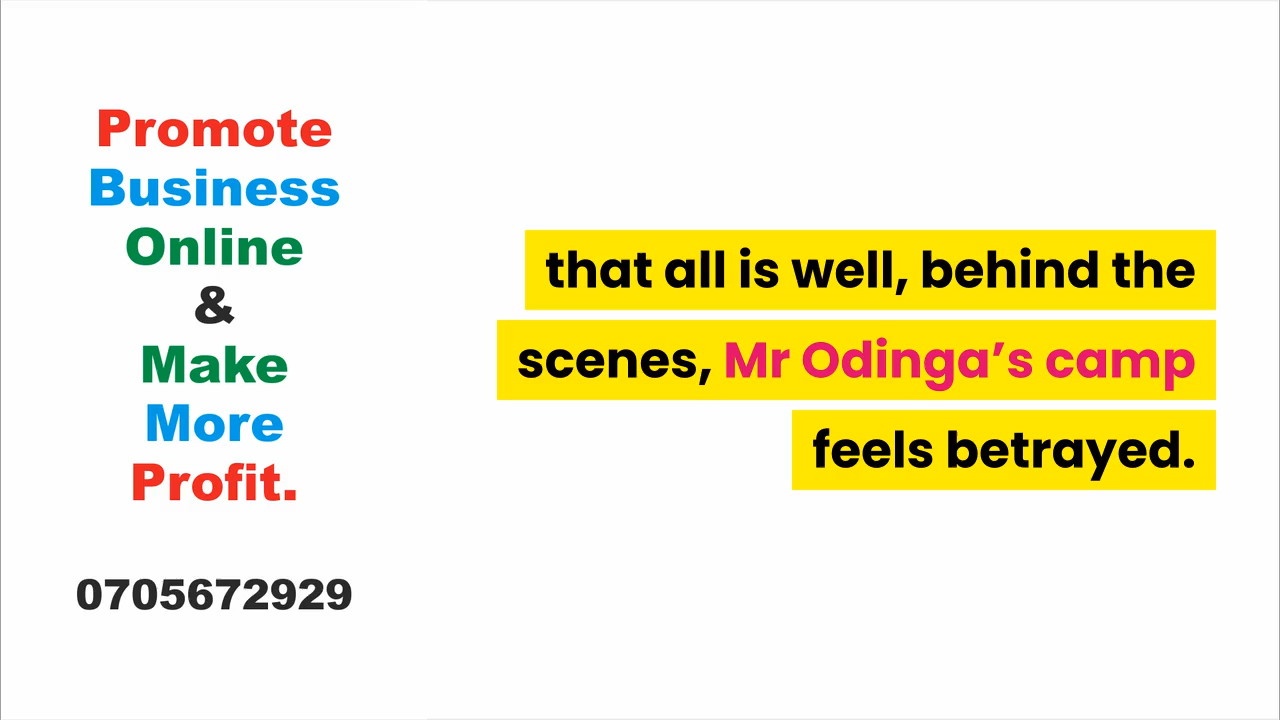 Promote
Business
Online
&
Make
More
Profit.
0705672929
that all is well, behind the
scenes, Mr Odinga’s camp
feels betrayed.